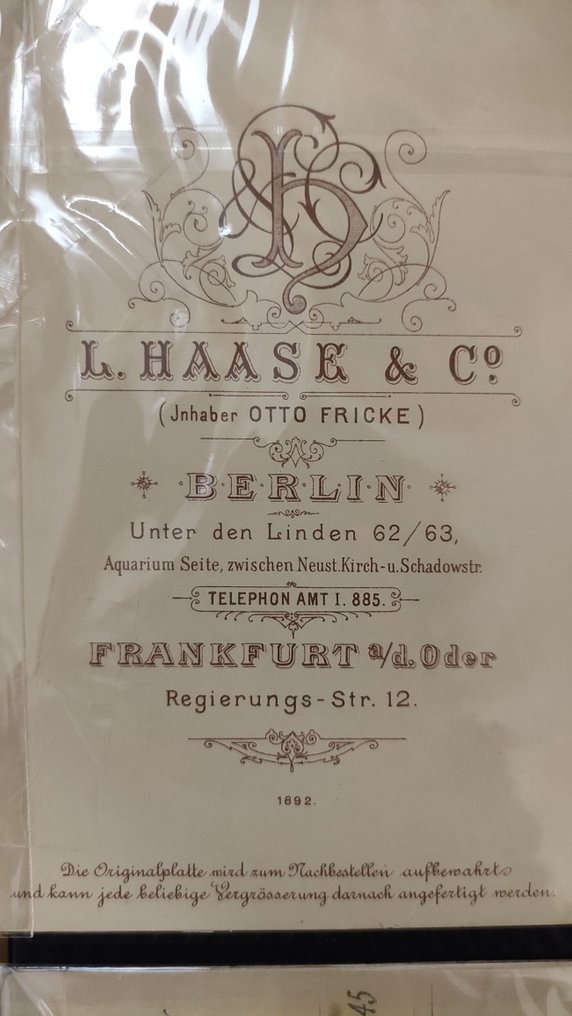 L. HAASE & Cº
(Jnhaber OTTO FRICKE)
BERLIN
Unter den Linden 62/63,
Aquarium Seite, zwischen Neust. Kirch- u. Schadowstr.
TELEPHON AMT I. 885.
FRANKFURT a/d. Oder
Regierungs-Str. 12.
1892.
Die Originalplatte wird zum Nachbestellen aufbewahrt
und kann jede beliebige Vergrösserung darnach angefertigt werden.
45